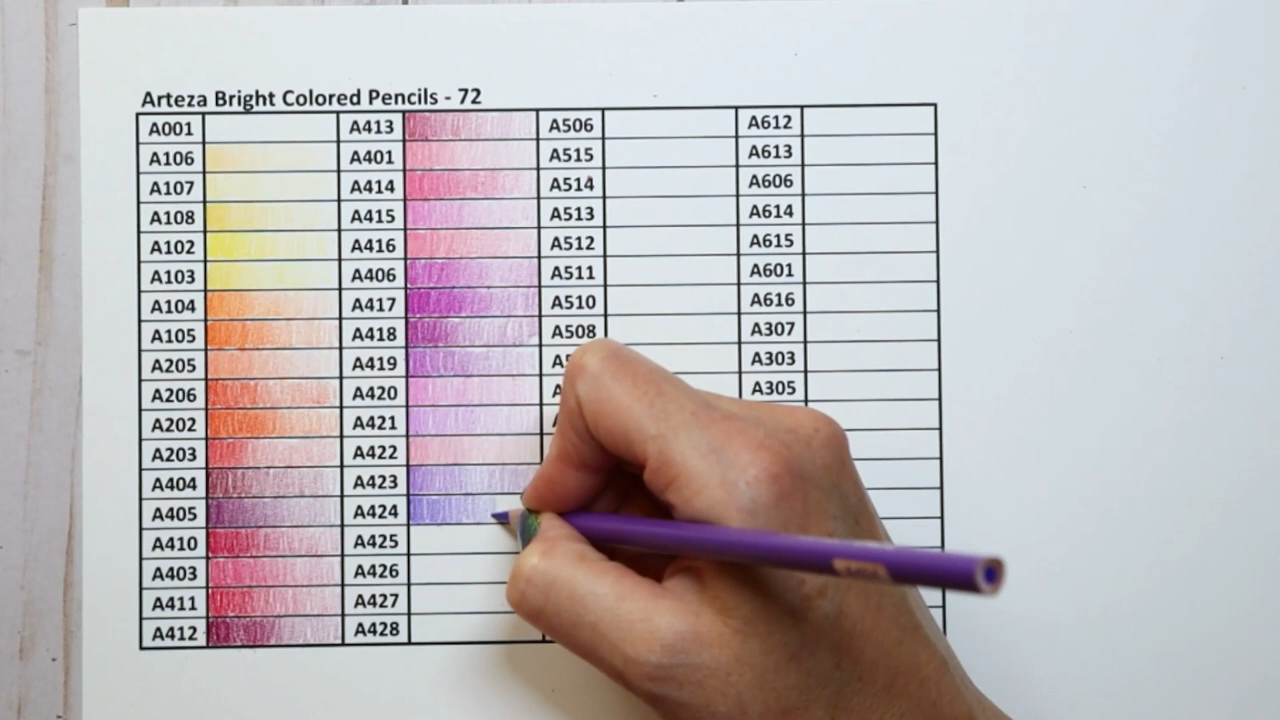 Arteza Bright Colored Pencils - 72
A001 A413 A506 A612
A106 A401 A515 A613
A107 A414 A514 A606
A108 A415 A513 A614
A102 A416 A512 A615
A103 A406 A511 A601
A104 A417 A510 A616
A105 A418 A508 A307
A205 A419 A303
A206 A420 A305
A202 A421
A203 A422
A404 A423
A405 A424
A410 A425
A403 A426
A411 A427
A412 A428